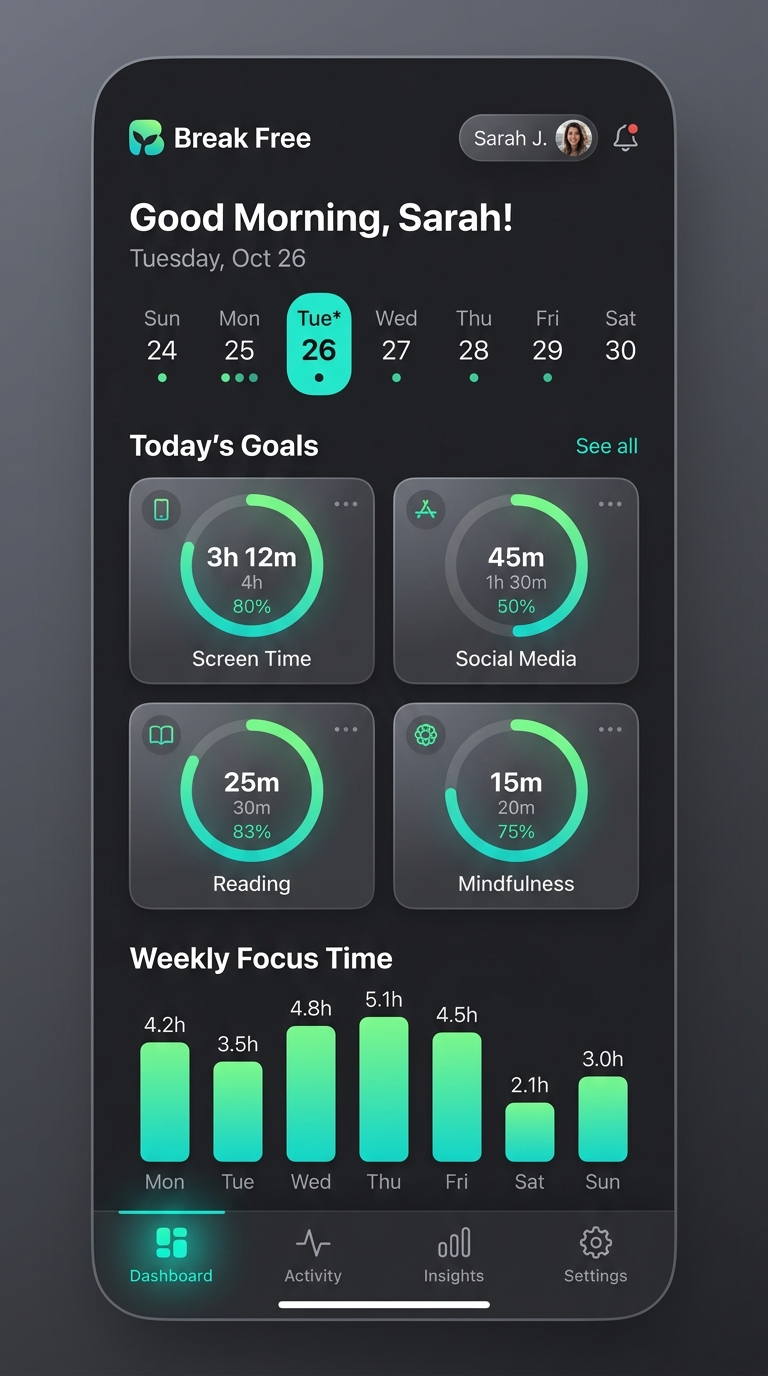 Break Free
Sarah J.
Good Morning, Sarah!
Tuesday, Oct 26
Sun Mon Tue* Wed Thu Fri Sat
24 25 26 27 28 29 30
Today's Goals
See all
3h 12m
4h
80%
Screen Time
45m
1h 30m
50%
Social Media
25m
30m
83%
Reading
15m
20m
75%
Mindfulness
Weekly Focus Time
4.2h 3.5h 4.8h 5.1h 4.5h 2.1h 3.0h
Mon Tue Wed Thu Fri Sat Sun
Dashboard Activity Insights Settings